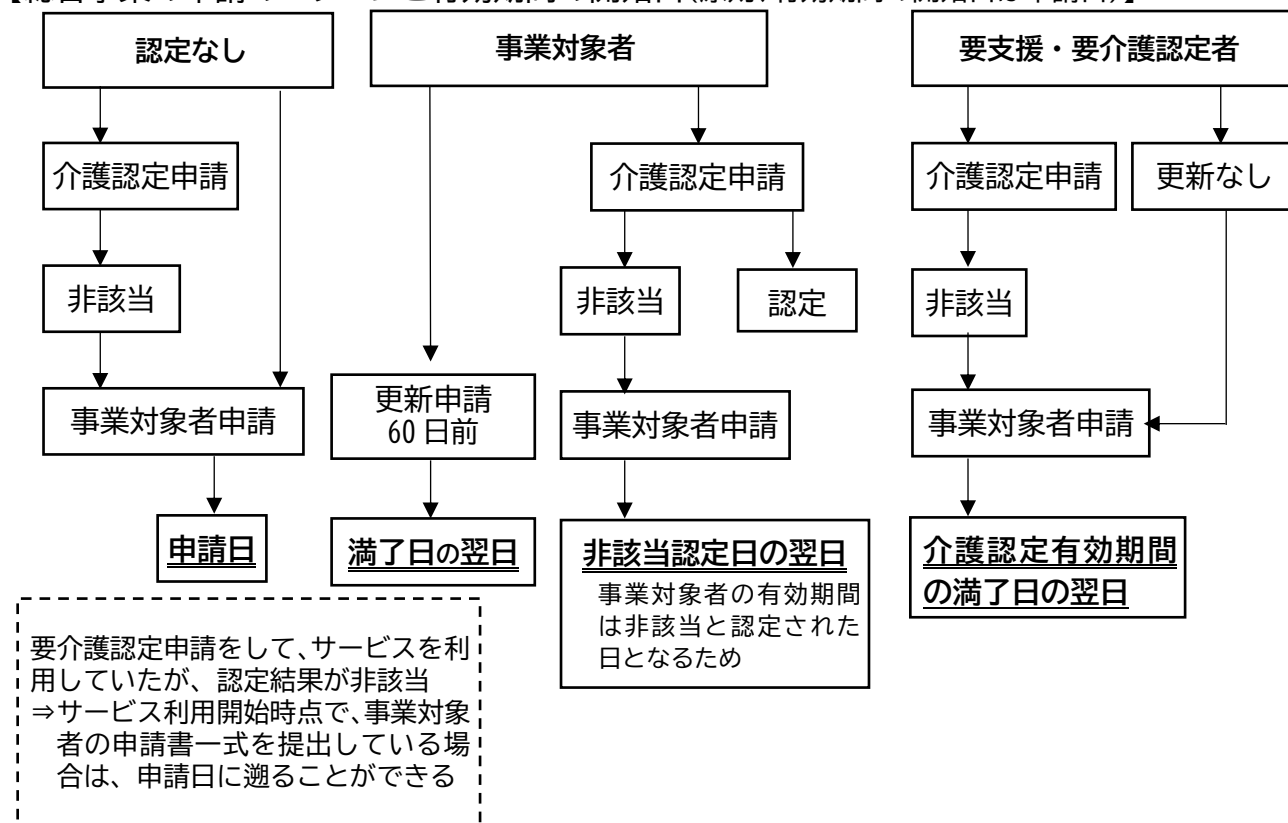 認定なし
事業対象者
要支援・要介護認定者
介護認定申請
介護認定申請
介護認定申請
更新なし
非該当
非該当
認定
非該当
事業対象者申請
更新申請
60 日前
事業対象者申請
事業対象者申請
申請日
満了日の翌日
非該当認定日の翌日
事業対象者の有効期間
は非該当と認定された
日となるため
介護認定有効期間
の満了日の翌日
要介護認定申請をして、サービスを利
用していたが、認定結果が非該当
⇒サービス利用開始時点で、事業対象
者の申請書一式を提出している場
合は、申請日に遡ることができる